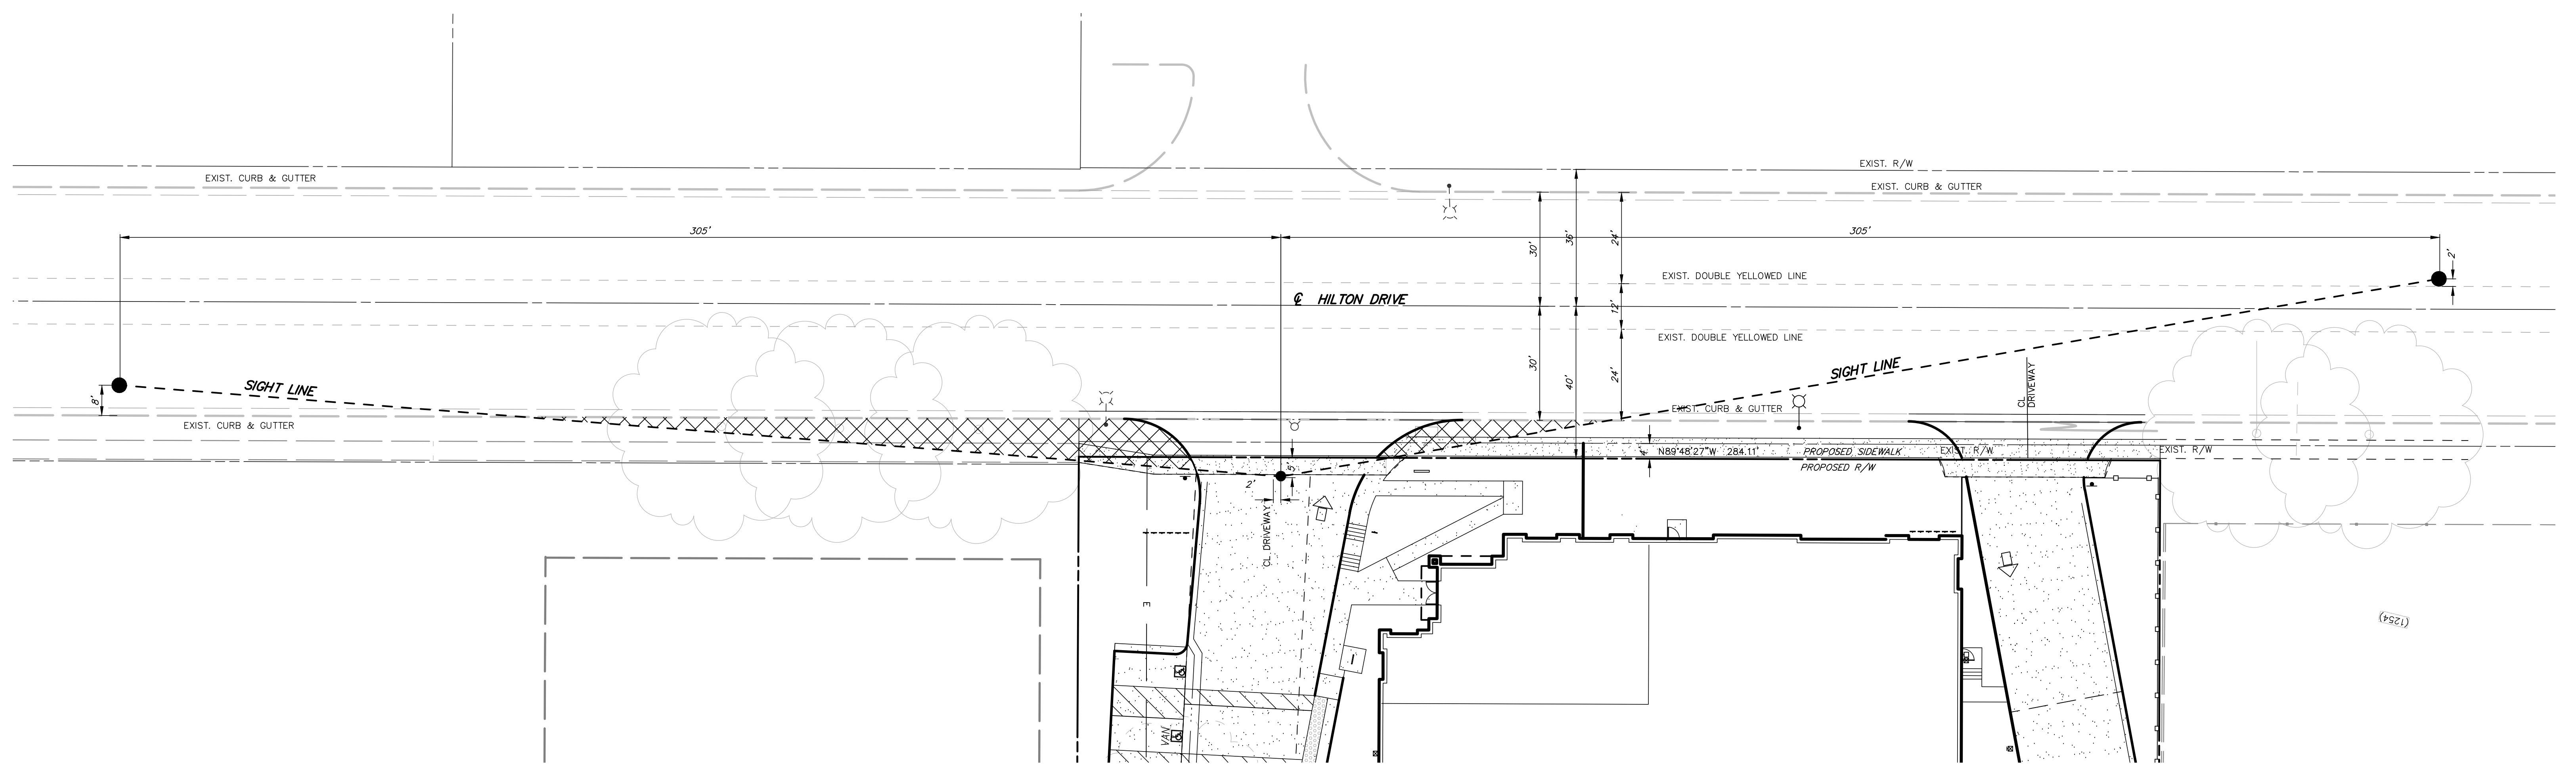 EXIST. R/W
EXIST. CURB & GUTTER
EXIST. CURB & GUTTER
305'
305'
30'
36'
24'
2'
EXIST. DOUBLE YELLOWED LINE
℄ HILTON DRIVE
12'
EXIST. DOUBLE YELLOWED LINE
30'
40'
24'
SIGHT LINE
SIGHT LINE
CL
DRIVEWAY
8'
EXIST. CURB & GUTTER
EXIST. CURB & GUTTER
4'
N89°48'27"W 284.11'
PROPOSED SIDEWALK
EXIST. R/W
EXIST. R/W
PROPOSED R/W
5'
2'
CL DRIVEWAY
E
(1254)
VAN